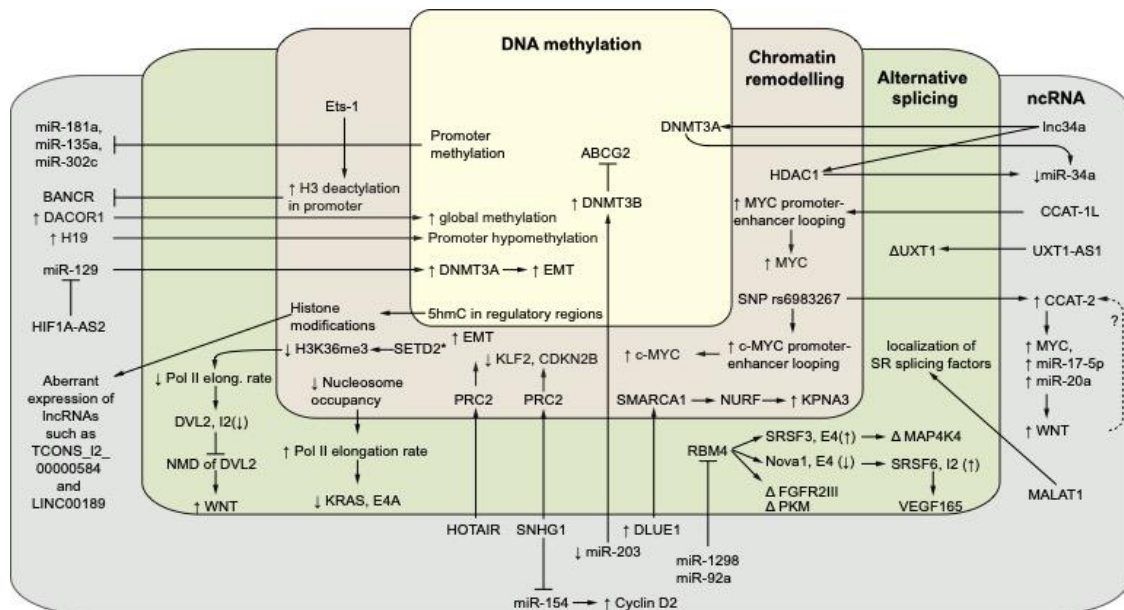 DNA methylation
Chromatin
remodelling
Alternative
splicing
ncRNA
Ets-1
miR-181a,
miR-135a,
miR-302c
Promoter
methylation
DNMT3A
lnc34a
ABCG2
HDAC1
↓miR-34a
BANCR
↑ H3 deactylation
in promoter
↑ DNMT3B
↑ MYC promoter-
enhancer looping
CCAT-1L
↑ DACOR1
↑ global methylation
↑ H19
Promoter hypomethylation
ΔUXT1
UXT1-AS1
↑ MYC
miR-129
↑ DNMT3A
↑ EMT
HIF1A-AS2
Histone
modifications
5hmC in regulatory regions
SNP rs6983267
↑ CCAT-2
?
↑ EMT
↓ H3K36me3
SETD2*
↓ KLF2, CDKN2B
↑ c-MYC
↑ c-MYC promoter-
enhancer looping
localization of
SR splicing factors
↑ MYC,
↑ miR-17-5p
↑ miR-20a
Aberrant
expression of
lncRNAs
such as
TCONS_I2_
00000584
and
LINC00189
↓ Pol II elong. rate
↓ Nucleosome
occupancy
PRC2
PRC2
SMARCA1
NURF
↑ KPNA3
DVL2, I2(↓)
↑ WNT
NMD of DVL2
↑ Pol II elongation rate
RBM4
SRSF3, E4(↑)
Δ MAP4K4
Nova1, E4 (↓)
SRSF6, I2 (↑)
↑ WNT
↓ KRAS, E4A
Δ FGFR2III
Δ PKM
VEGF165
MALAT1
HOTAIR
SNHG1
↑ DLUE1
↓ miR-203
miR-1298
miR-92a
miR-154
↑ Cyclin D2